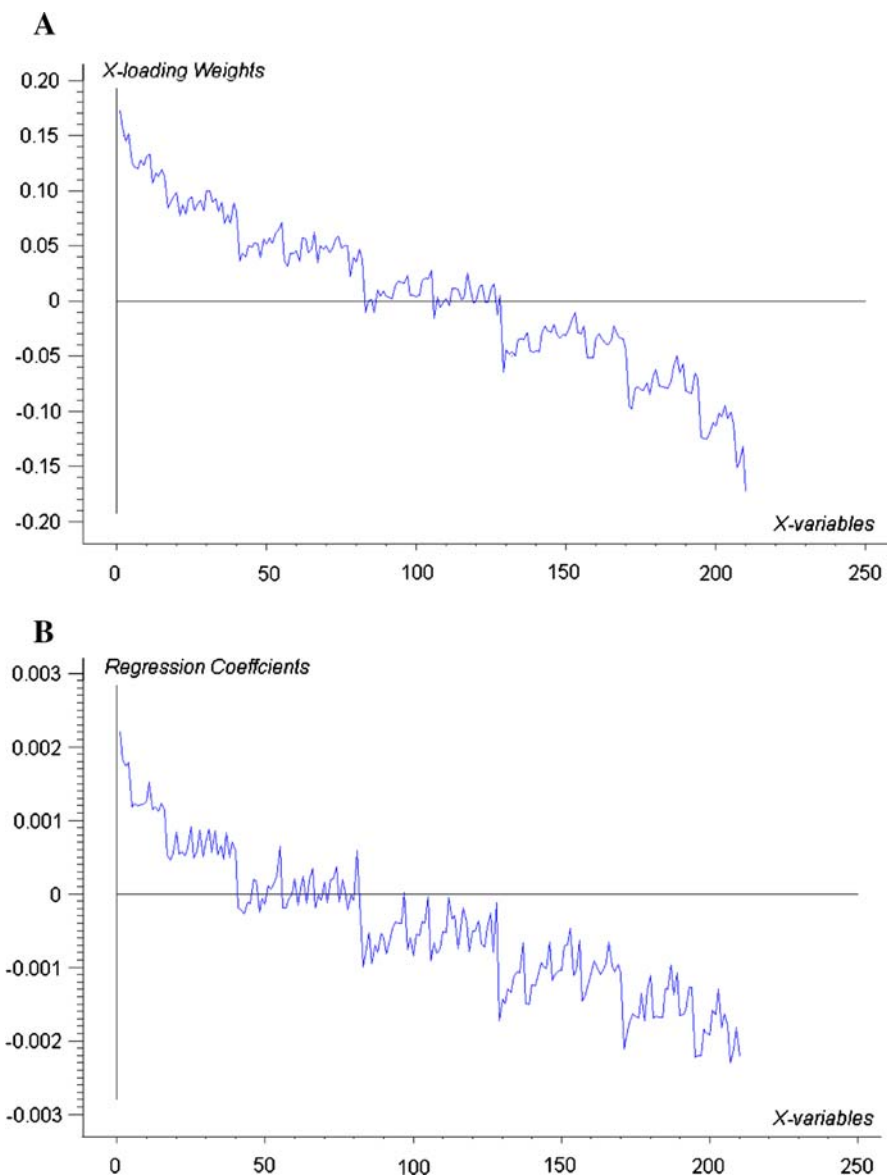 A
X-loading Weights
0.20
0.15
0.10
0.05
0
-0.05
-0.10
-0.15
-0.20
X-variables
0 50 100 150 200 250
B
Regression Coeffcients
0.003
0.002
0.001
0
-0.001
-0.002
-0.003
X-variables
0 50 100 150 200 250